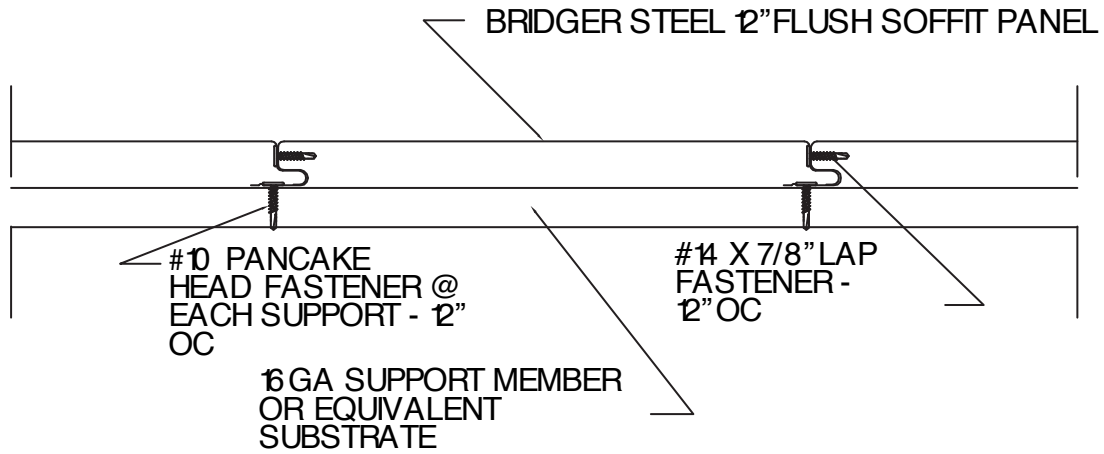 BRIDGER STEEL 12" FLUSH SOFFIT PANEL
#10 PANCAKE
HEAD FASTENER @
EACH SUPPORT - 12"
OC
#14 X 7/8" LAP
FASTENER -
12" OC
16 GA SUPPORT MEMBER
OR EQUIVALENT
SUBSTRATE